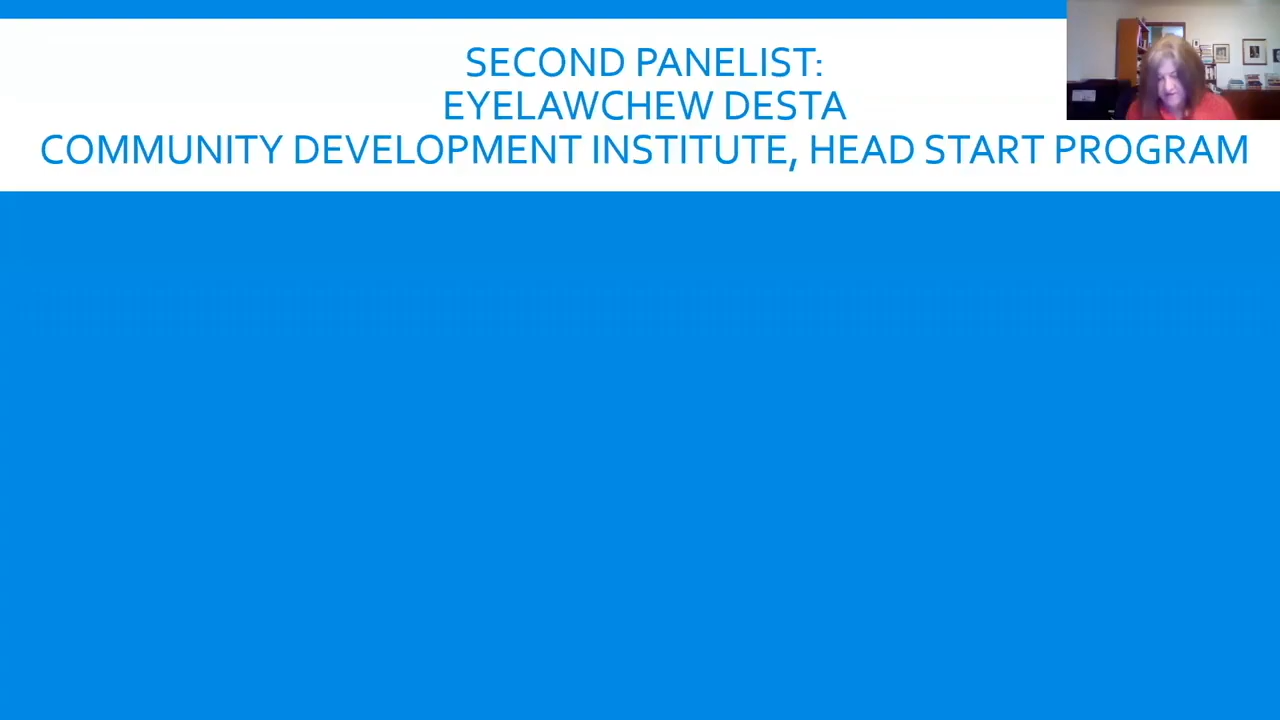 SECOND PANELIST:
EYELAWCHEW DESTA
COMMUNITY DEVELOPMENT INSTITUTE, HEAD START PROGRAM